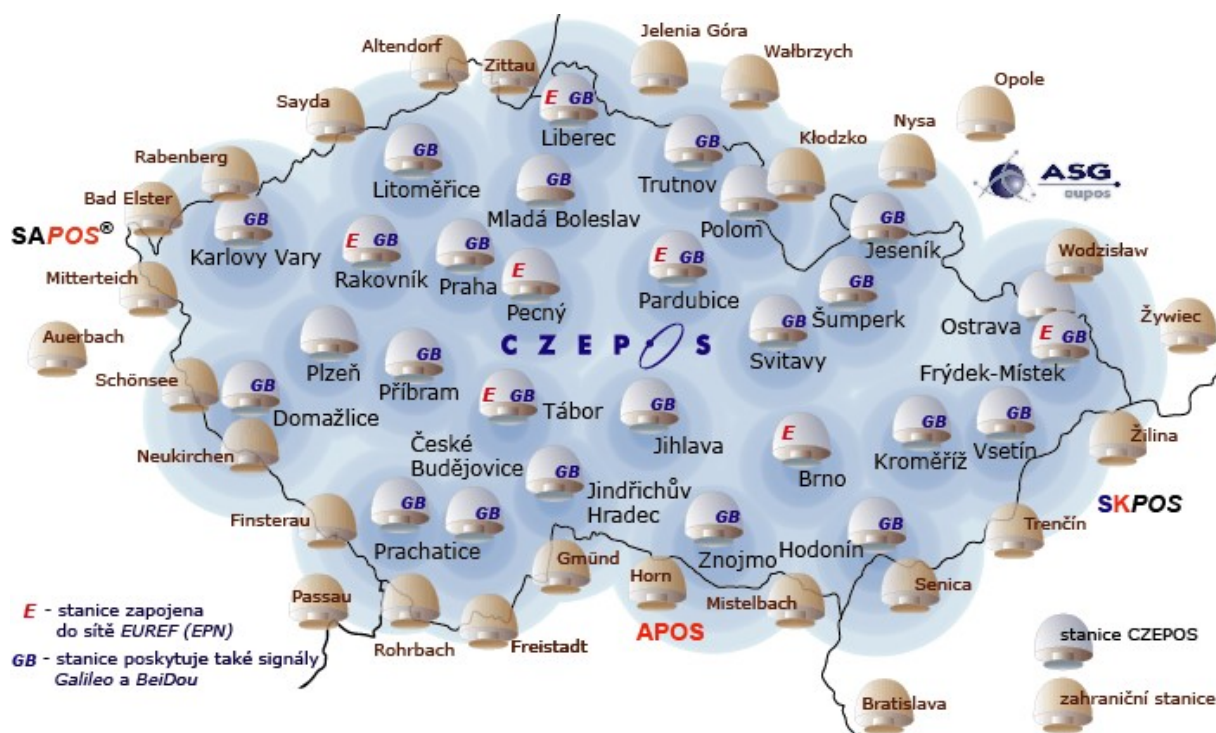 Jelenia Góra
Altendorf
Wałbrzych
Zittau
Opole
Sayda
E GB
Nysa
Liberec
GB
Kłodzko
GB
Rabenberg
Litoměřice
GB
Trutnov
ASG
eupos
Bad Elster
GB
Mladá Boleslav
Polom
GB
SAPOS®
Karlovy Vary
E GB
Rakovník
GB
Praha
E
Pecný
E GB
Pardubice
Jeseník
Wodzisław
Mitterteich
GB
Šumperk
Ostrava
Żywiec
Auerbach
Plzeň
GB
Příbram
CZEPOS
GB
Svitavy
E GB
Frýdek-Místek
Schönsee
GB
Domažlice
E GB
Tábor
GB
Jihlava
E
Brno
GB
Kroměříž
GB
Vsetín
Žilina
Neukirchen
České
Budějovice
GB
Jindřichův
Hradec
SKPOS
Finsterau
GB
GB
Prachatice
GB
Znojmo
Hodonín
GB
Trenčín
Gmünd
Horn
Mistelbach
Senica
Passau
APOS
Rohrbach
Freistadt
E - stanice zapojena
do sítě EUREF (EPN)
GB - stanice poskytuje také signály
Galileo a BeiDou
stanice CZEPOS
Bratislava
zahraniční stanice